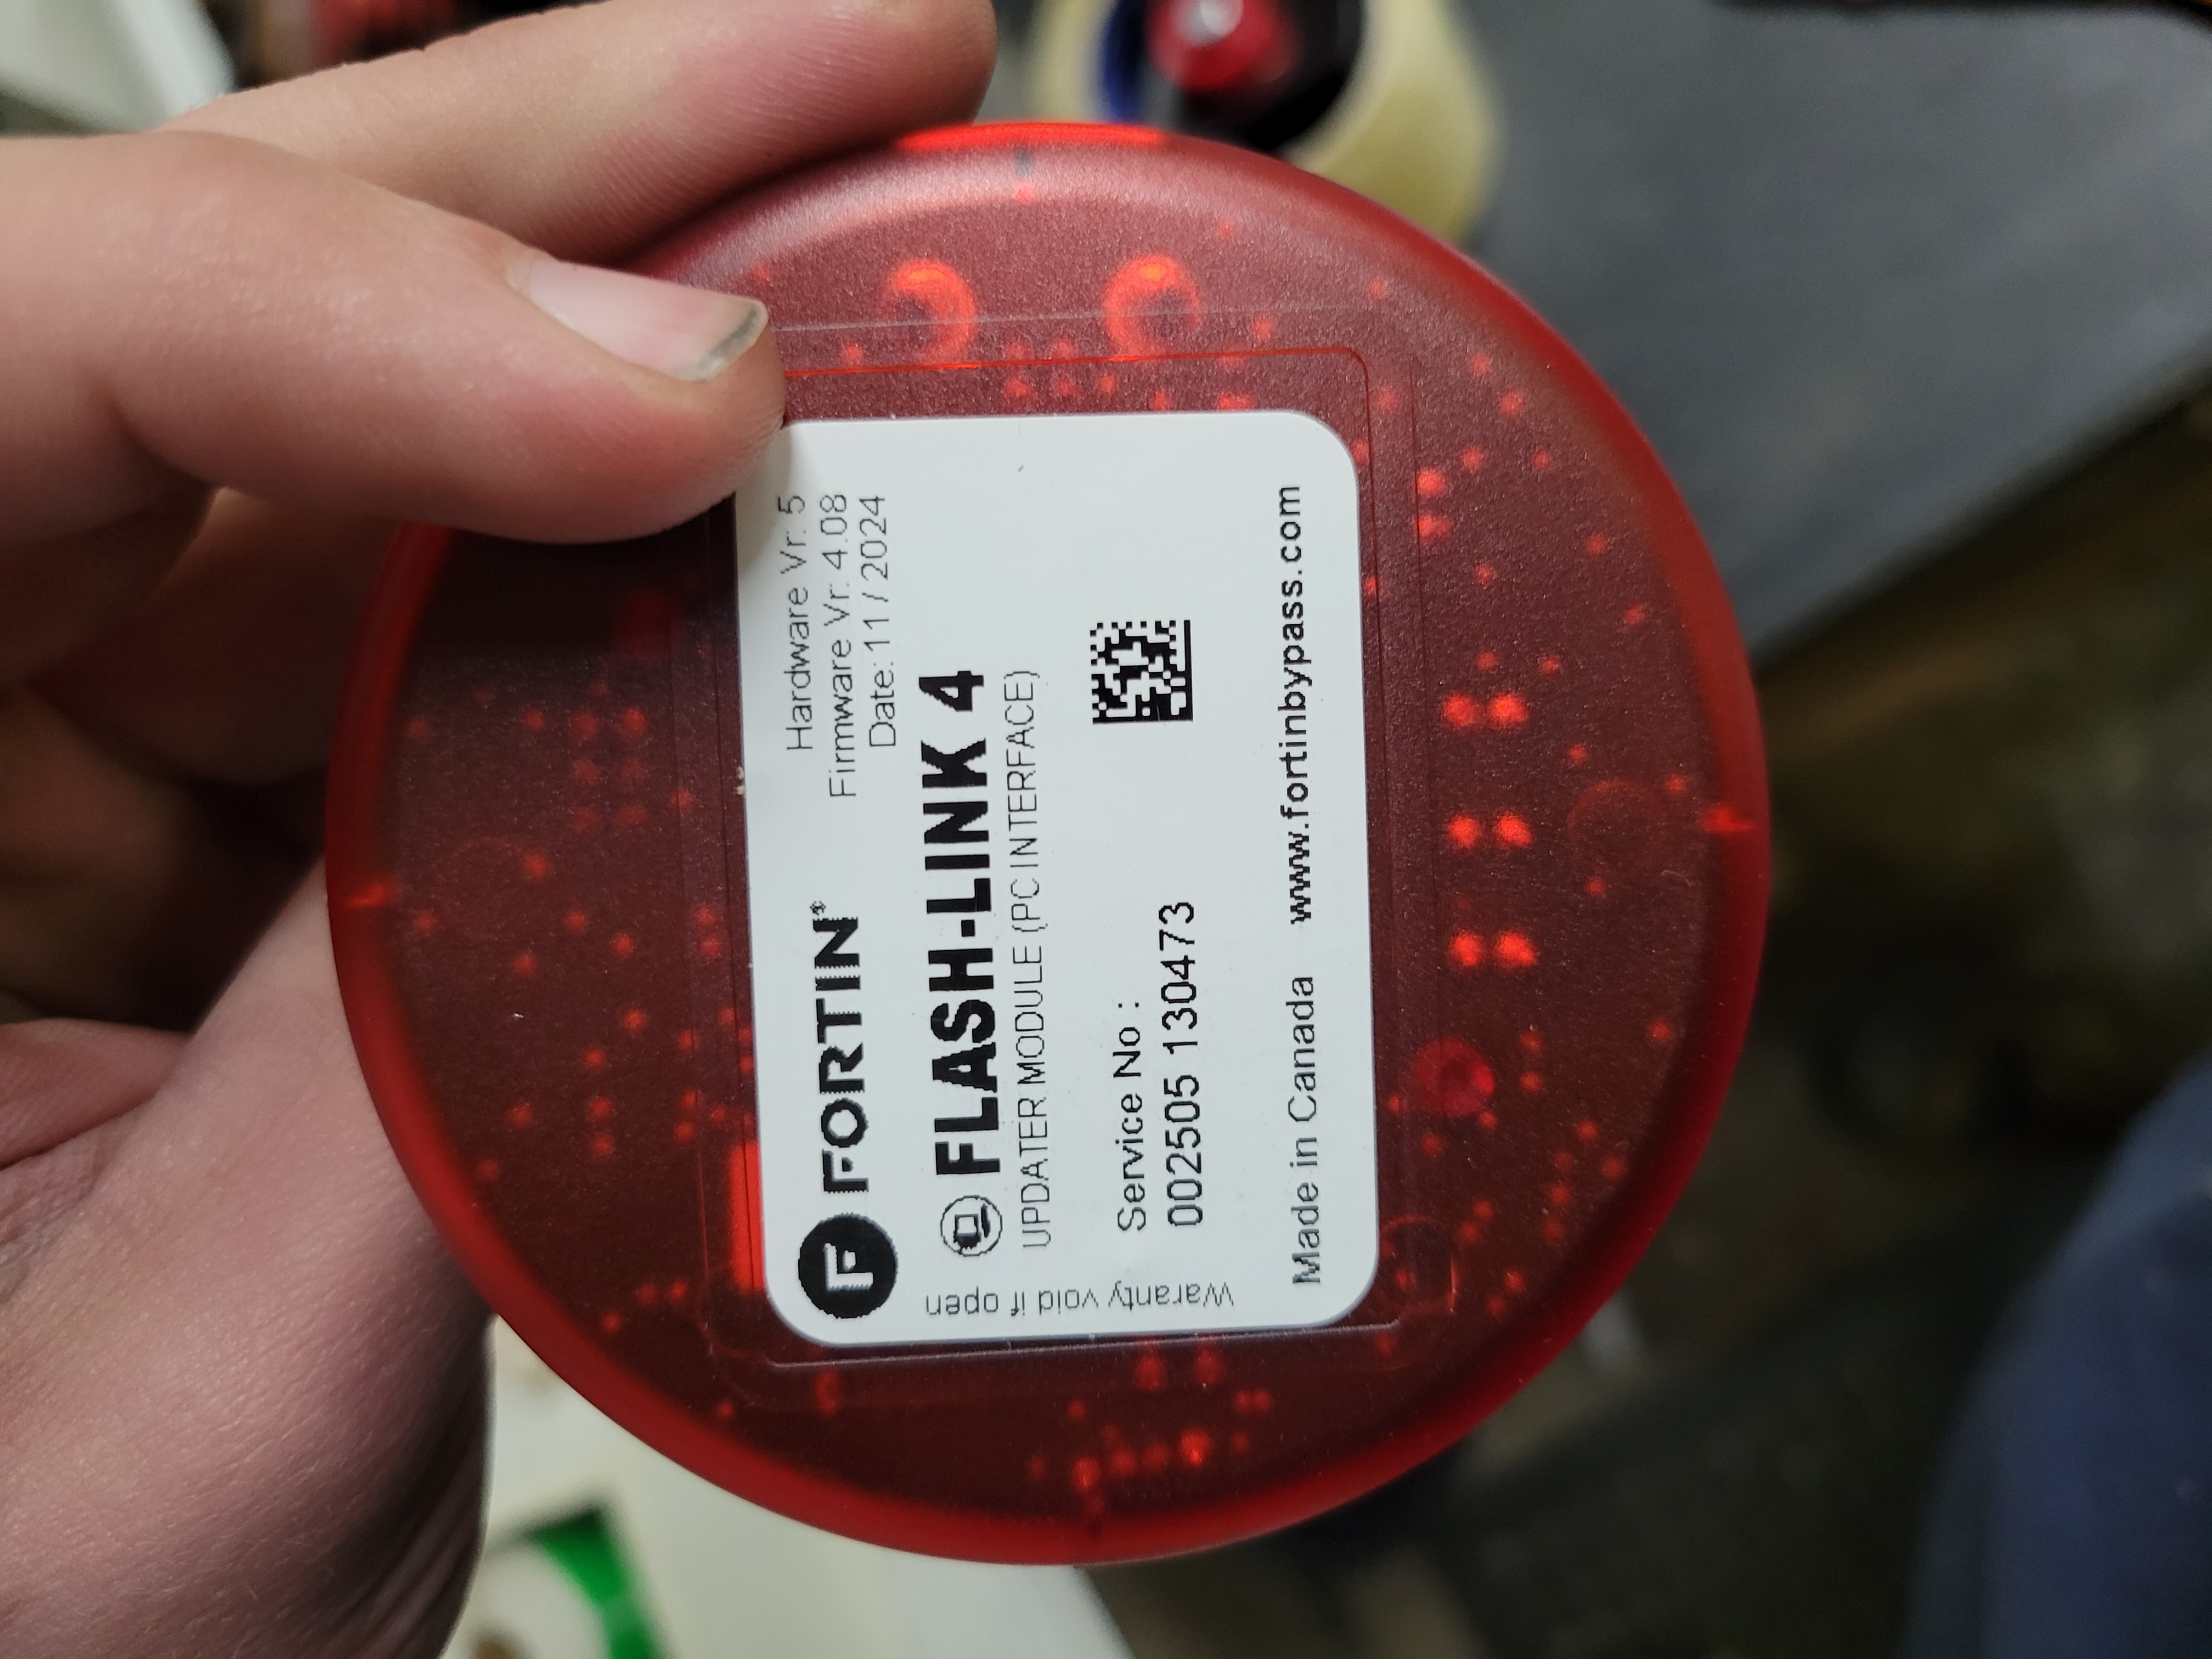 FORTIN®
Hardware Vr: 5
Firmware Vr: 4.08
Date: 11 / 2024
FLASH-LINK 4
UPDATER MODULE (PC INTERFACE)
Service No :
002505 130473
Made in Canada www.fortinbypass.com
Waranty void if open